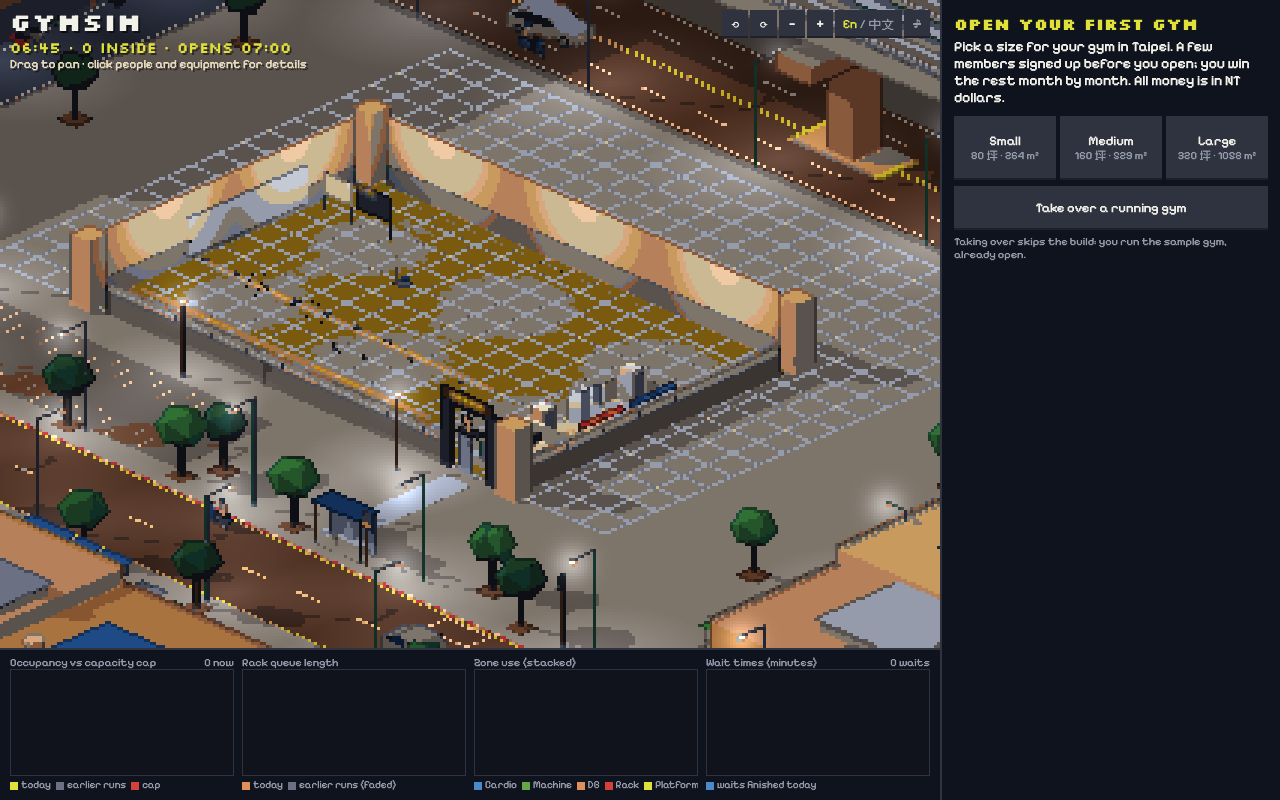 GYMSIM
06:45 · 0 INSIDE · OPENS 07:00
Drag to pan · click people and equipment for details
⟲ ⟳ − + En / 中文
OPEN YOUR FIRST GYM
Pick a size for your gym in Taipei. A few
members signed up before you open; you win
the rest month by month. All money is in NT
dollars.
Small
80 坪 · 264 m²
Medium
160 坪 · 529 m²
Large
320 坪 · 1058 m²
Take over a running gym
Taking over skips the build: you run the sample gym,
already open.
Occupancy vs capacity cap 0 now
today earlier runs cap
Rack queue length
today earlier runs (faded)
Zone use (stacked)
Cardio Machine DB Rack Platform
Wait times (minutes) 0 waits
waits finished today